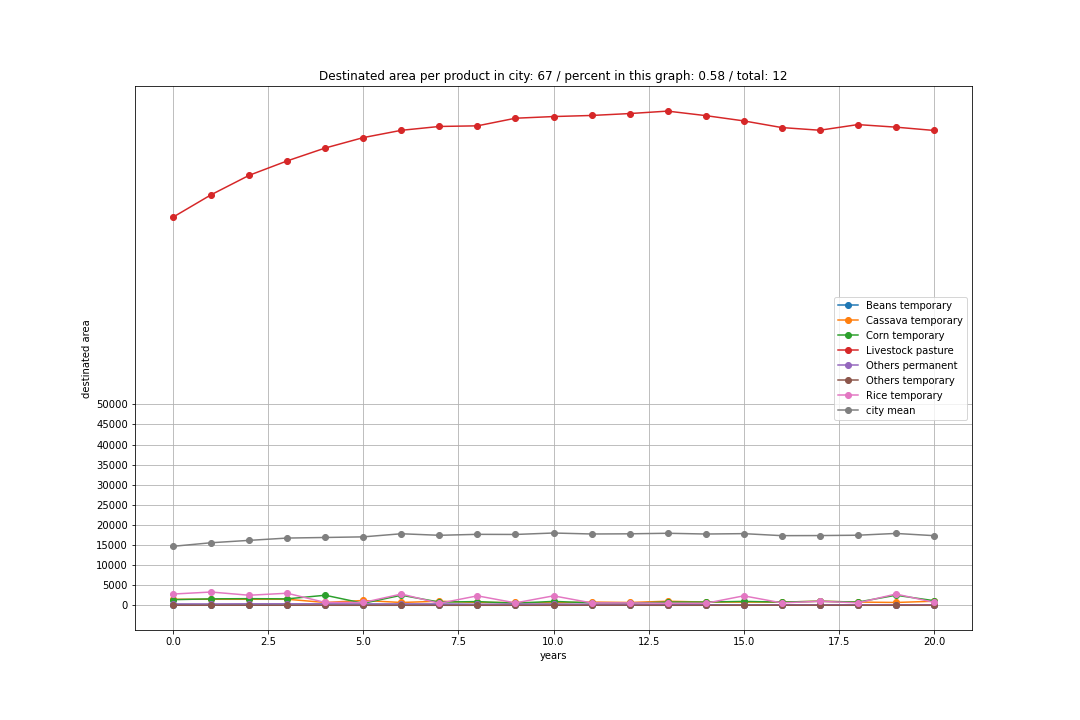 Destinated area per product in city: 67 / percent in this graph: 0.58 / total: 12
destinated area
50000
45000
40000
35000
30000
25000
20000
15000
10000
5000
0
Beans temporary
Cassava temporary
Corn temporary
Livestock pasture
Others permanent
Others temporary
Rice temporary
city mean
0.0 2.5 5.0 7.5 10.0 12.5 15.0 17.5 20.0
years